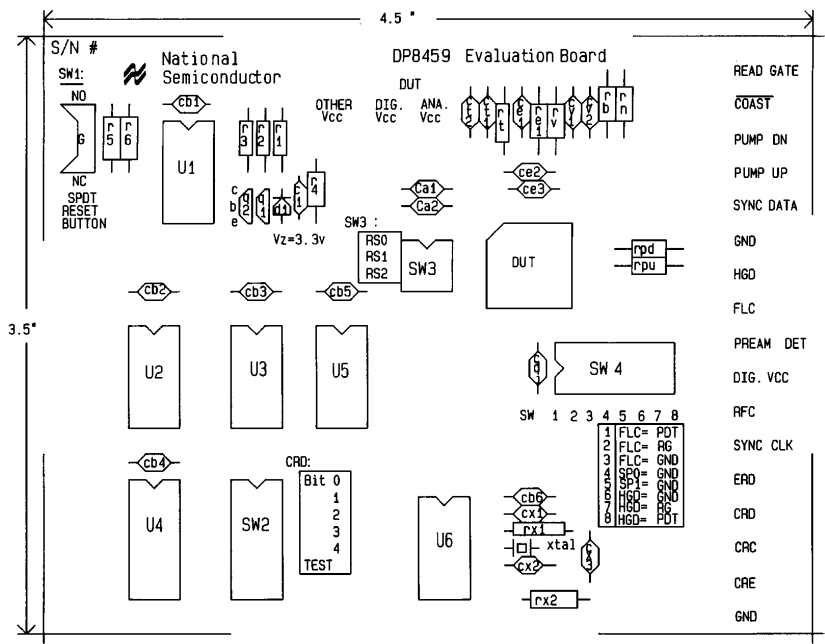 4.5 "
S/N #
National
Semiconductor
DP8459 Evaluation Board
SW1:
NO
G
NC
SPDT
RESET
BUTTON
r5
r6
cb1
U1
r3
r2
r1
c
b
e
q2
q1
d1
c1
r4
Vz=3.3v
OTHER
Vcc
DUT
DIG.
Vcc
ANA.
Vcc
rt
ce1
re1
rv
cv1
cv2
rb
rn
ce2
ce3
Ca1
Ca2
SW3 :
RS0
RS1
RS2
SW3
DUT
rpd
rpu
3.5"
cb2
cb3
cb5
U2
U3
U5
cd1
SW 4
SW 1 2 3 4 5 6 7 8
1 FLC= PDT
2 FLC= RG
3 FLC= GND
4 SP0= GND
5 SP1= GND
6 HGD= GND
7 HGD= RG
8 HGD= PDT
cb4
U4
SW2
CRD:
Bit 0
1
2
3
4
TEST
U6
cb6
cx1
rx1
xtal
cx2
cx3
rx2
READ GATE
COAST
PUMP DN
PUMP UP
SYNC DATA
GND
HGD
FLC
PREAM DET
DIG. VCC
RFC
SYNC CLK
ERD
CRD
CRC
CRE
GND